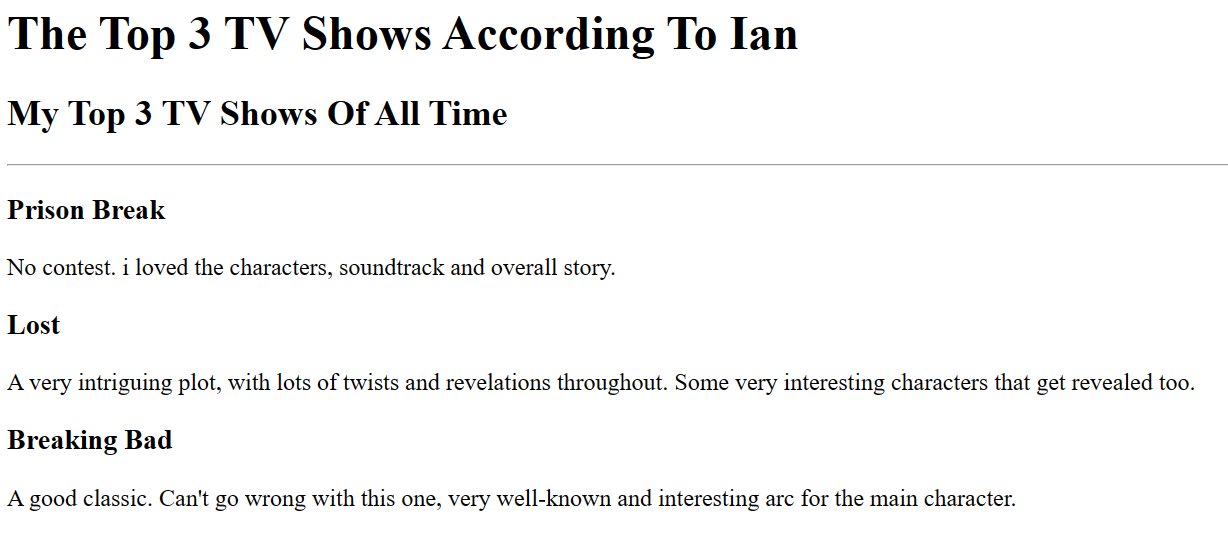 The Top 3 TV Shows According To Ian
My Top 3 TV Shows Of All Time
Prison Break
No contest. i loved the characters, soundtrack and overall story.
Lost
A very intriguing plot, with lots of twists and revelations throughout. Some very interesting characters that get revealed too.
Breaking Bad
A good classic. Can't go wrong with this one, very well-known and interesting arc for the main character.